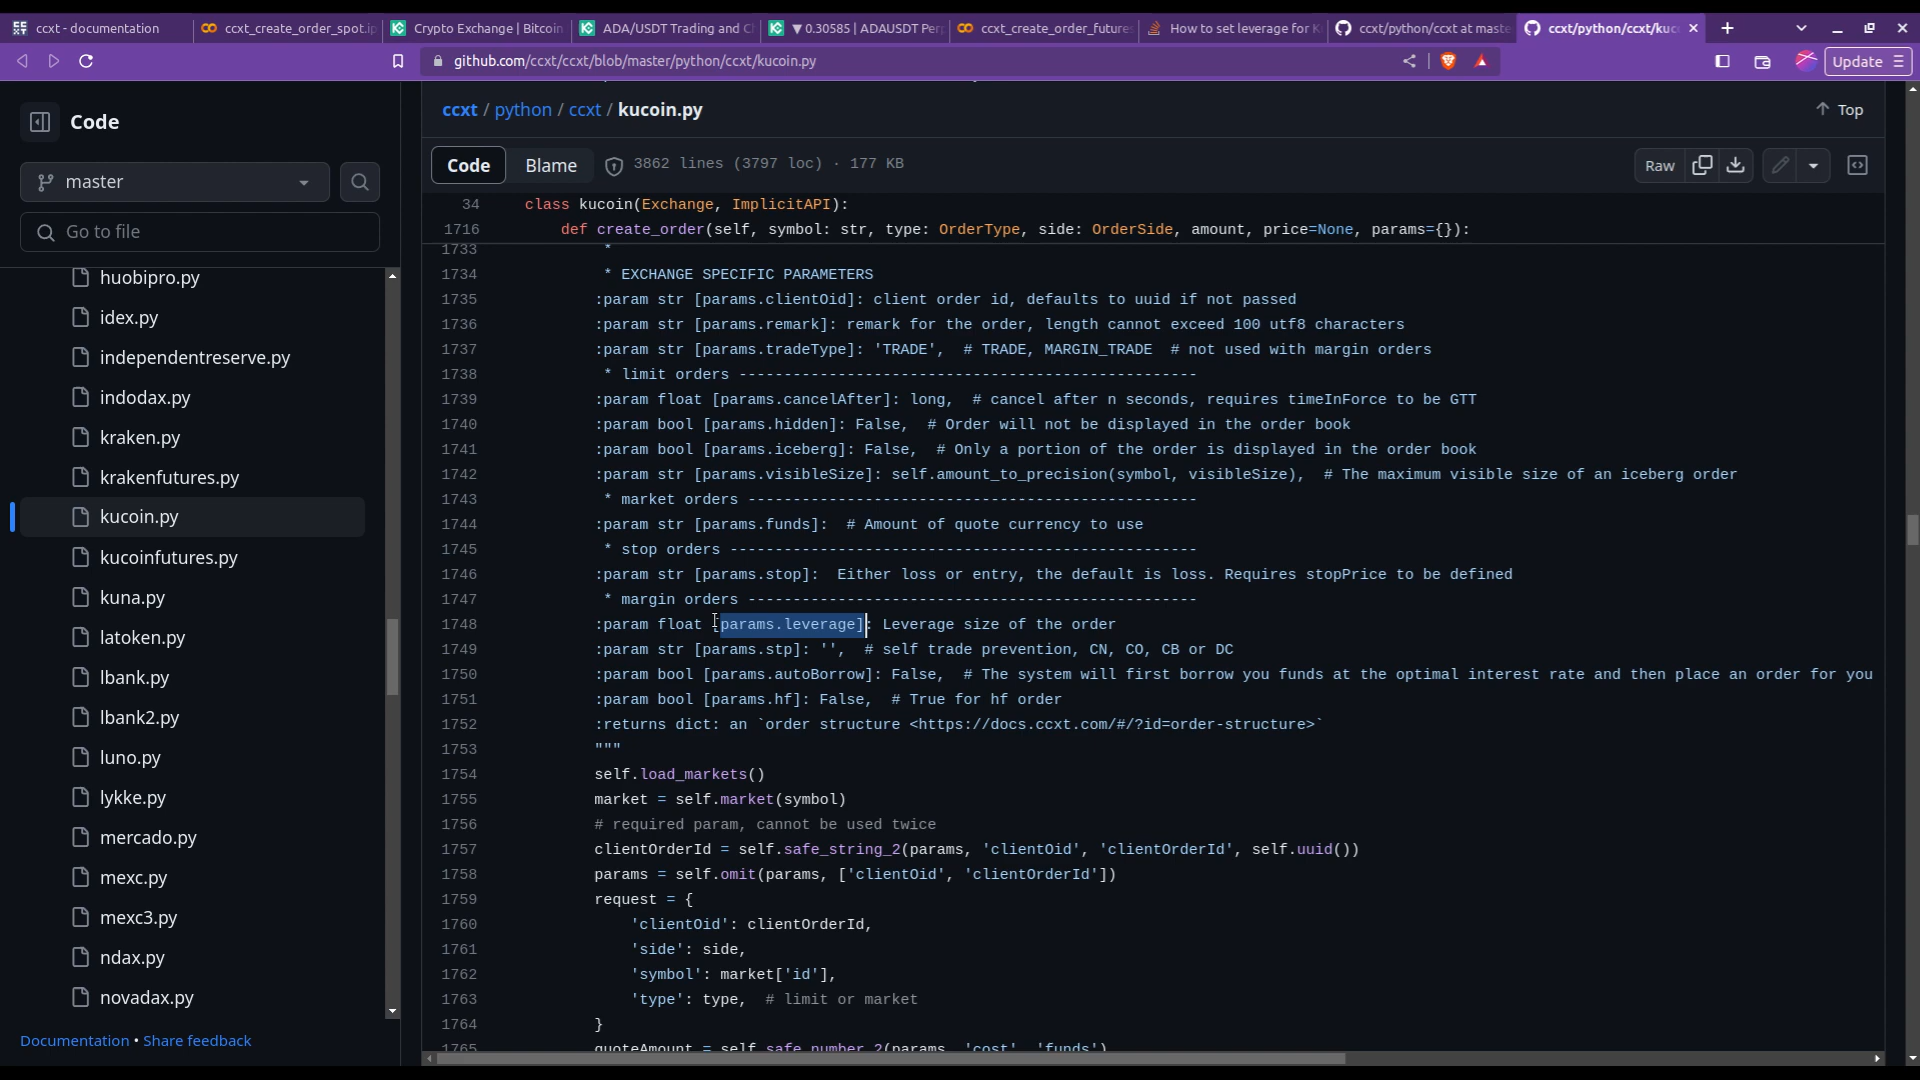 ccxt - documentation
ccxt_create_order_spot.ip
Crypto Exchange | Bitcoin
ADA/USDT Trading and C
▼ 0.30585 | ADAUSDT Per
ccxt_create_order_futures
How to set leverage for K
ccxt/python/ccxt at maste
ccxt/python/ccxt/kuc
github.com/ccxt/ccxt/blob/master/python/ccxt/kucoin.py
Update
Code
master
Go to file
huobipro.py
idex.py
independentreserve.py
indodax.py
kraken.py
krakenfutures.py
kucoin.py
kucoinfutures.py
kuna.py
latoken.py
lbank.py
lbank2.py
luno.py
lykke.py
mercado.py
mexc.py
mexc3.py
ndax.py
novadax.py
Documentation • Share feedback
ccxt / python / ccxt / kucoin.py
Top
Code Blame 3862 lines (3797 loc) · 177 KB
Raw
34 class kucoin(Exchange, ImplicitAPI):
1716 def create_order(self, symbol: str, type: OrderType, side: OrderSide, amount, price=None, params={}):
1733 *
1734 * EXCHANGE SPECIFIC PARAMETERS
1735 :param str [params.clientOid]: client order id, defaults to uuid if not passed
1736 :param str [params.remark]: remark for the order, length cannot exceed 100 utf8 characters
1737 :param str [params.tradeType]: 'TRADE',  # TRADE, MARGIN_TRADE  # not used with margin orders
1738 * limit orders ---------------------------------------------------
1739 :param float [params.cancelAfter]: long,  # cancel after n seconds, requires timeInForce to be GTT
1740 :param bool [params.hidden]: False,  # Order will not be displayed in the order book
1741 :param bool [params.iceberg]: False,  # Only a portion of the order is displayed in the order book
1742 :param str [params.visibleSize]: self.amount_to_precision(symbol, visibleSize),  # The maximum visible size of an iceberg order
1743 * market orders --------------------------------------------------
1744 :param str [params.funds]:  # Amount of quote currency to use
1745 * stop orders ----------------------------------------------------
1746 :param str [params.stop]:  Either loss or entry, the default is loss. Requires stopPrice to be defined
1747 * margin orders --------------------------------------------------
1748 :param float [params.leverage]: Leverage size of the order
1749 :param str [params.stp]: '',  # self trade prevention, CN, CO, CB or DC
1750 :param bool [params.autoBorrow]: False,  # The system will first borrow you funds at the optimal interest rate and then place an order for you
1751 :param bool [params.hf]: False,  # True for hf order
1752 :returns dict: an `order structure <https://docs.ccxt.com/#/?id=order-structure>`
1753 """
1754 self.load_markets()
1755 market = self.market(symbol)
1756 # required param, cannot be used twice
1757 clientOrderId = self.safe_string_2(params, 'clientOid', 'clientOrderId', self.uuid())
1758 params = self.omit(params, ['clientOid', 'clientOrderId'])
1759 request = {
1760 'clientOid': clientOrderId,
1761 'side': side,
1762 'symbol': market['id'],
1763 'type': type,  # limit or market
1764 }
1765 quoteAmount = self.safe_number_2(params, 'cost', 'funds')